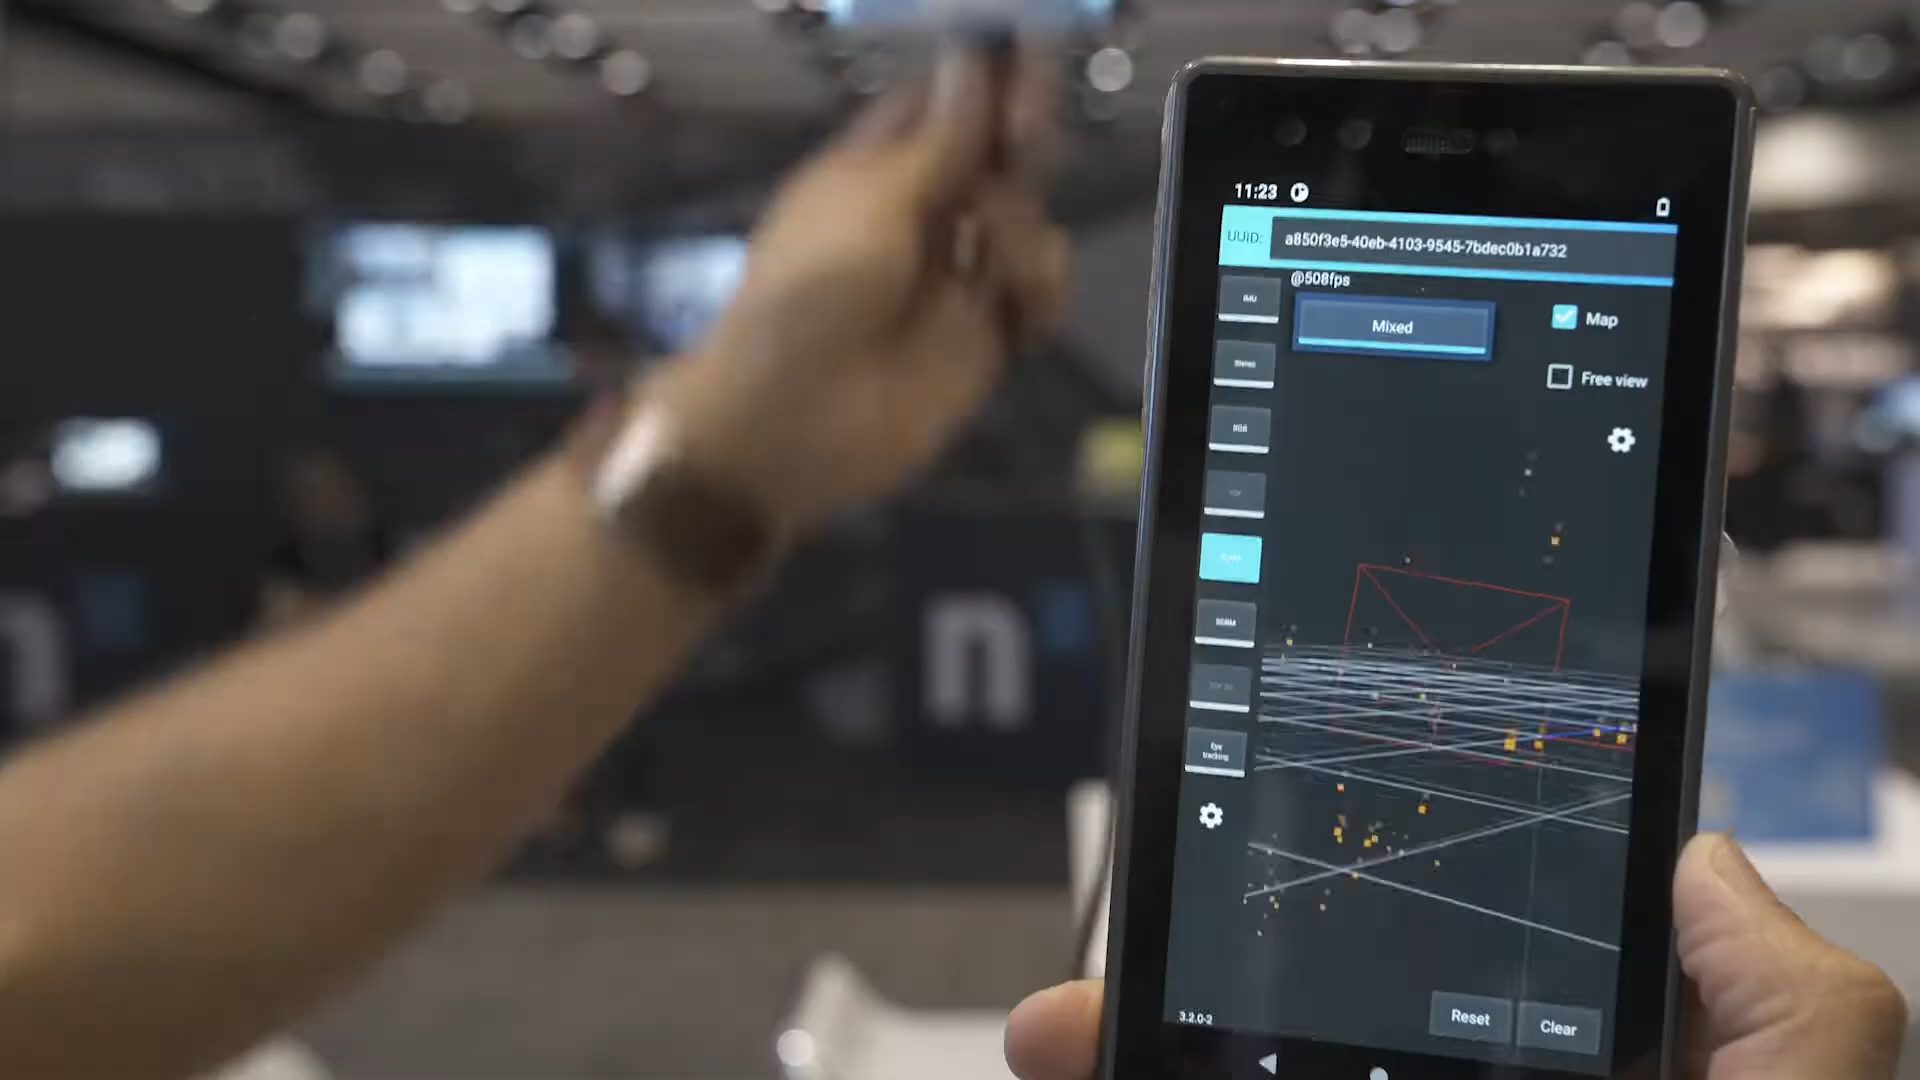 11:23
UUID: a850f3e5-40eb-4103-9545-7bdec0b1a732
@508fps
IMU
Mixed
Map
Stereo
Free view
RGB
TOF
Eye
tracking
3.2.0-2
Reset
Clear
n